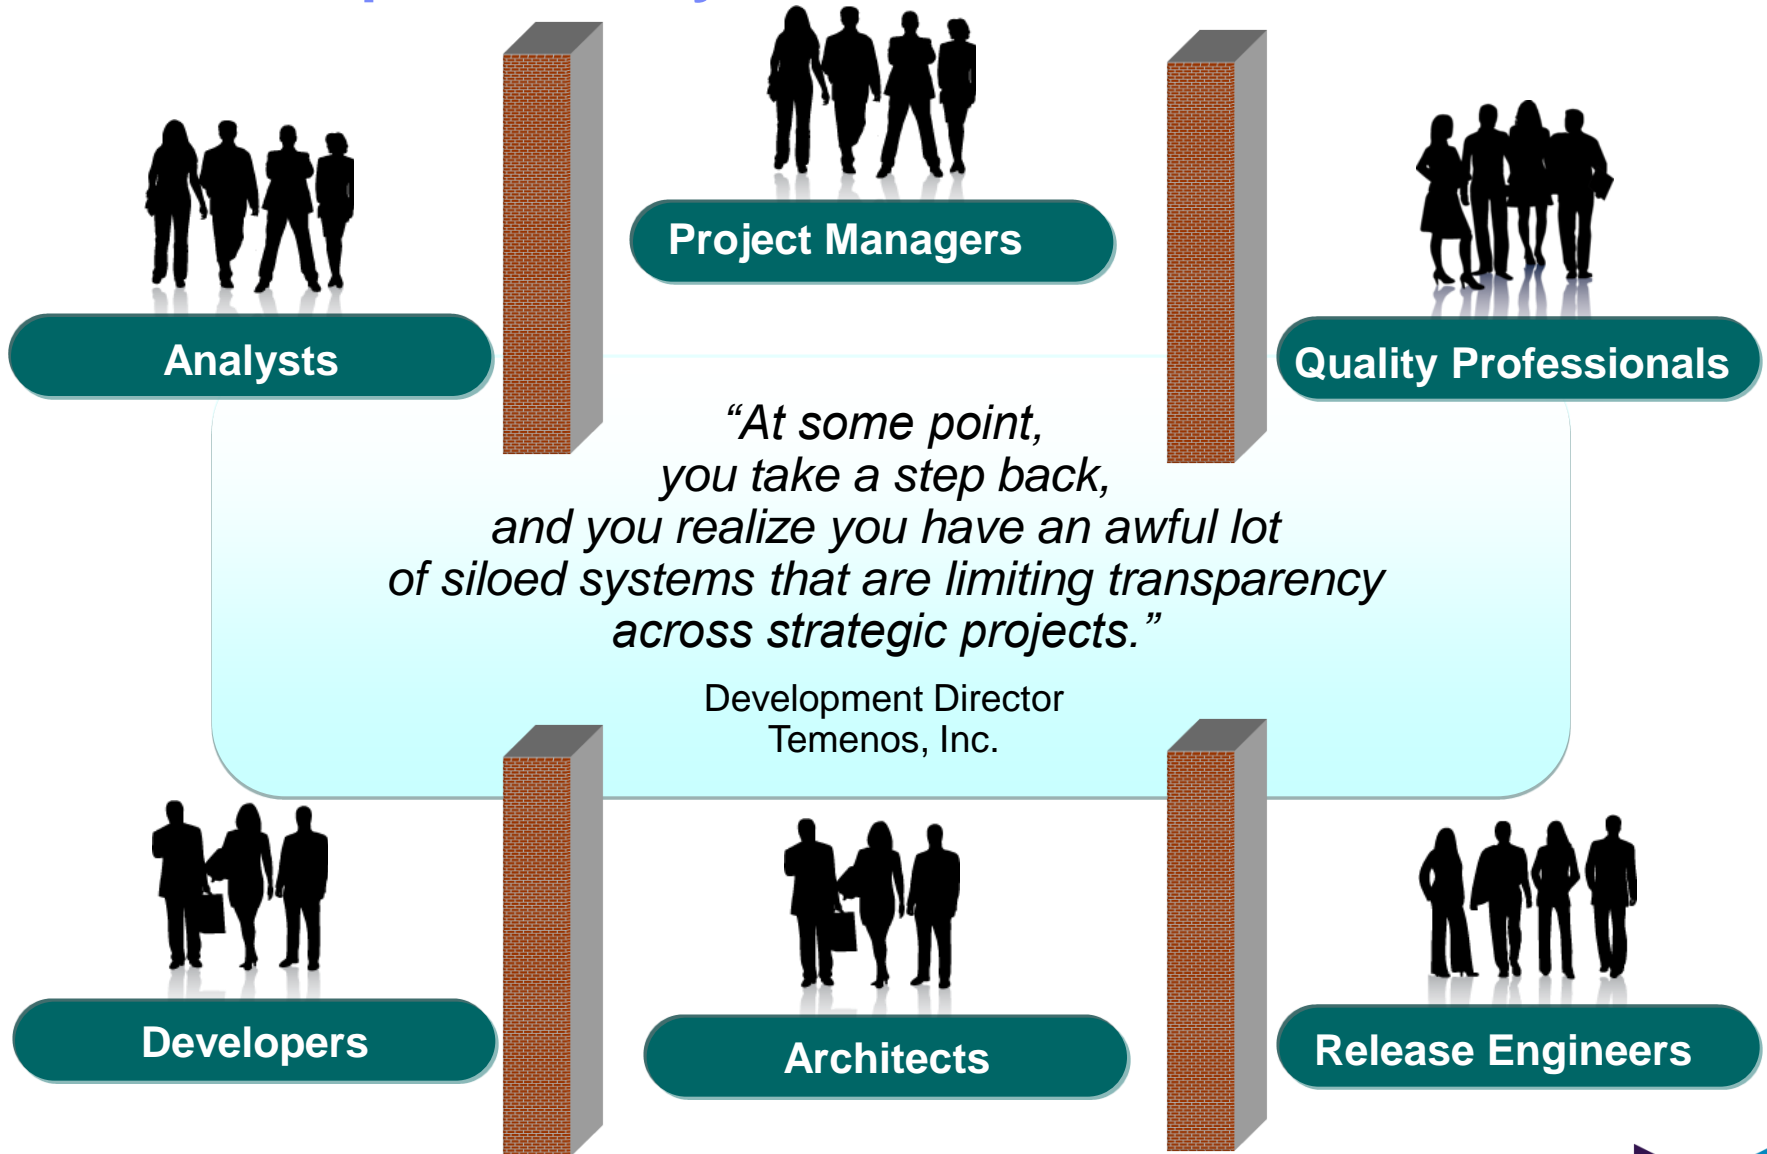 Project Managers
Analysts
Quality Professionals
“At some point,
you take a step back,
and you realize you have an awful lot
of siloed systems that are limiting transparency
across strategic projects.”
Development Director
Temenos, Inc.
Developers
Architects
Release Engineers